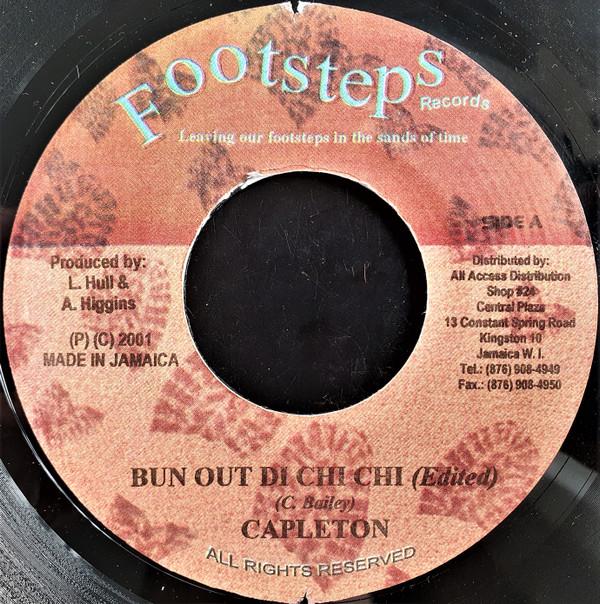 Footsteps
Records
Leaving our footsteps in the sands of time
SIDE A
Produced by:
L. Hull &
A. Higgins
(P) (C) 2001
MADE IN JAMAICA
Distributed by:
All Access Distribution
Shop #24
Central Plaza
13 Constant Spring Road
Kingston 10
Jamaica W. I.
Tel.: (876) 908-4949
Fax.: (876) 908-4950
BUN OUT DI CHI CHI (Edited)
(C. Bailey)
CAPLETON
ALL RIGHTS RESERVED